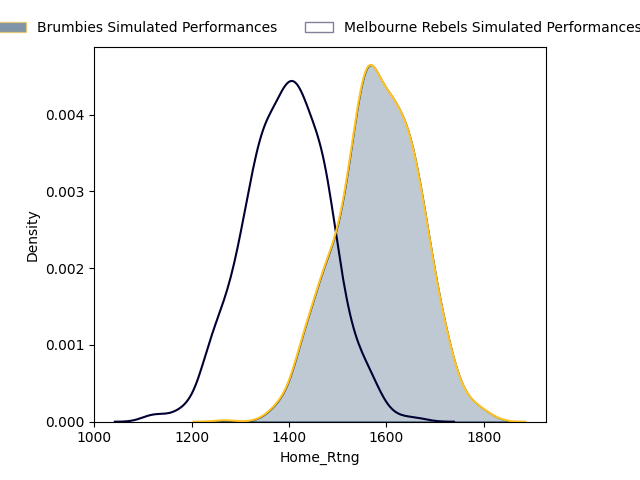 Brumbies Simulated Performances
Melbourne Rebels Simulated Performances
0.004
0.003
0.002
0.001
0.000
Density
1000 1200 1400 1600 1800
Home_Rtng